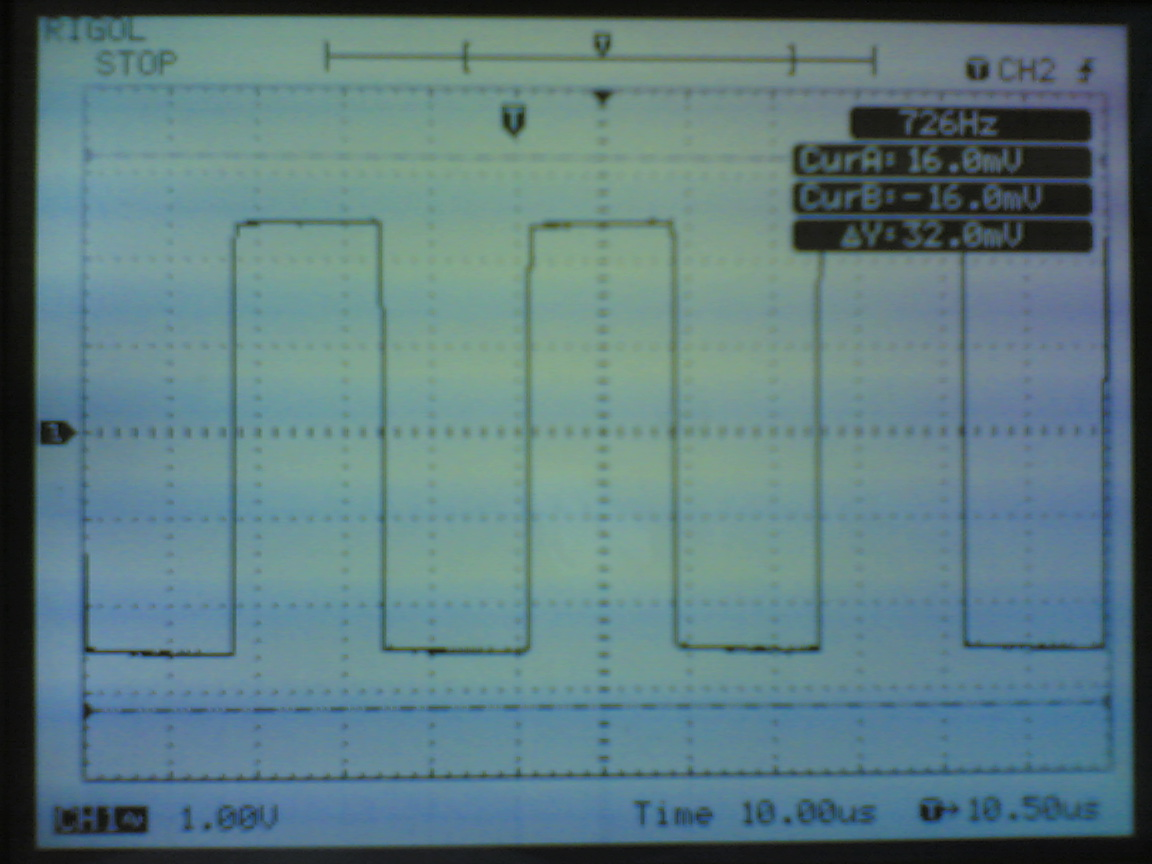 RIGOL
STOP
T
T CH2
T
726Hz
CurA: 16.0mV
CurB:-16.0mV
ΔY: 32.0mV
1
CH1 1.00V Time 10.00us T→10.50us